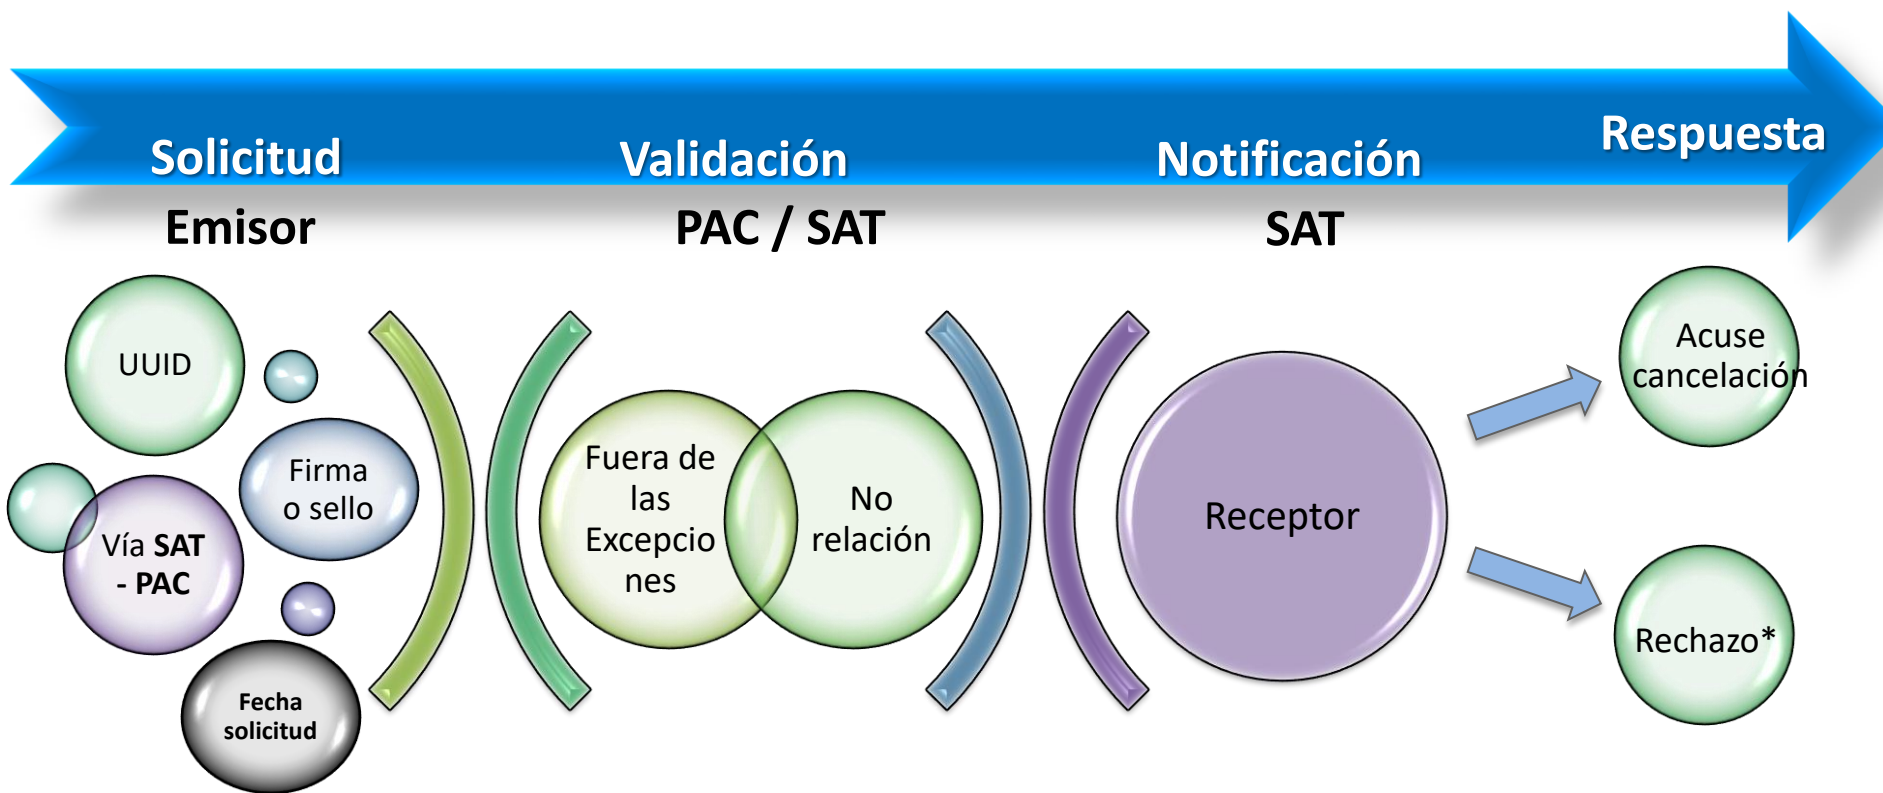 Solicitud
Validación
Notificación
Respuesta
Emisor
PAC / SAT
SAT
UUID
Firma
o sello
Vía SAT
- PAC
Fecha
solicitud
Fuera de
las
Excepcio
nes
No
relación
Receptor
Acuse
cancelación
Rechazo*